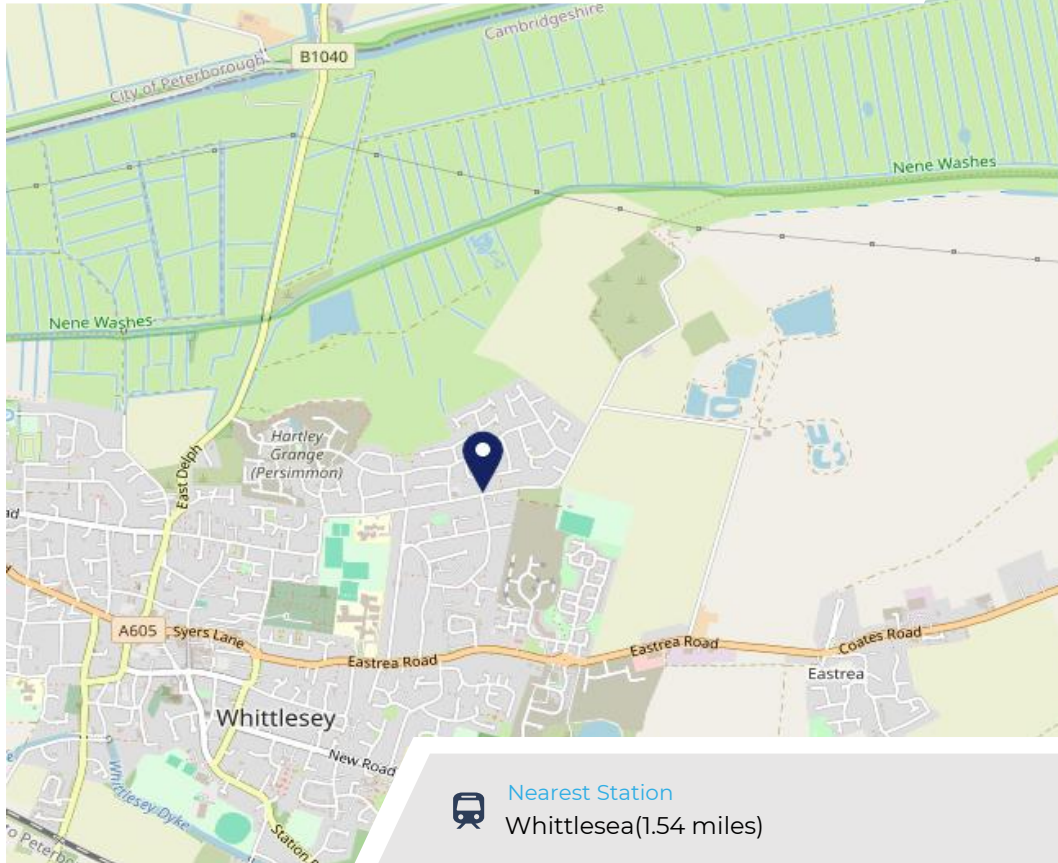 Cambridgeshire
B1040
City of Peterborough
Nene Washes
Nene Washes
Hartley
Grange
(Persimmon)
East Delph
A605
Syers Lane
Eastrea Road
Eastrea Road
Coates Road
Eastrea
Whittlesey
New Road
Whittlesey Dyke
Station
Nearest Station
Whittlesea(1.54 miles)